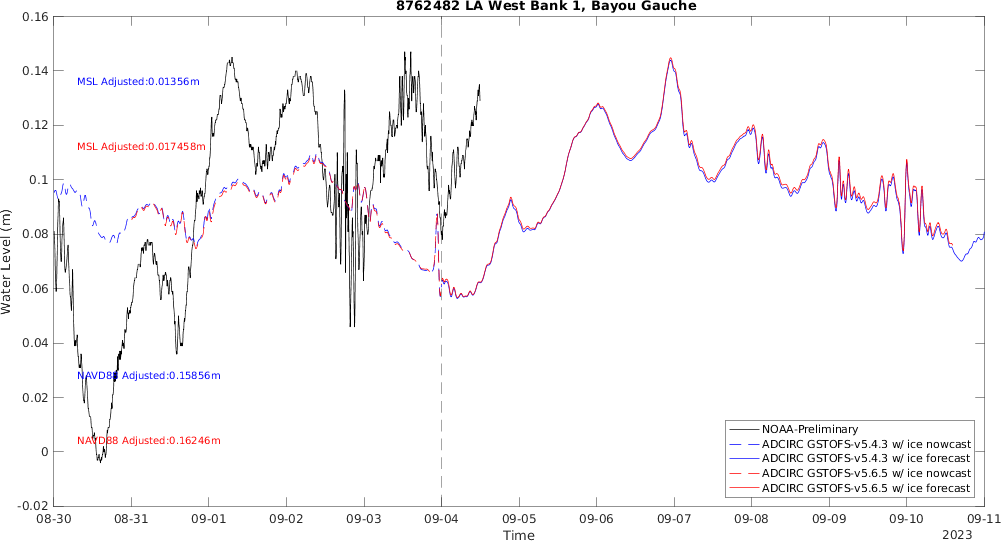 8762482 LA West Bank 1, Bayou Gauche
0.16
0.14
0.12
0.1
0.08
0.06
0.04
0.02
0
-0.02
Water Level (m)
MSL Adjusted:0.01356m
MSL Adjusted:0.017458m
NAVD88 Adjusted:0.15856m
NAVD88 Adjusted:0.16246m
NOAA-Preliminary
ADCIRC GSTOFS-v5.4.3 w/ ice nowcast
ADCIRC GSTOFS-v5.4.3 w/ ice forecast
ADCIRC GSTOFS-v5.6.5 w/ ice nowcast
ADCIRC GSTOFS-v5.6.5 w/ ice forecast
08-30 08-31 09-01 09-02 09-03 09-04 09-05 09-06 09-07 09-08 09-09 09-10 09-11
Time
2023